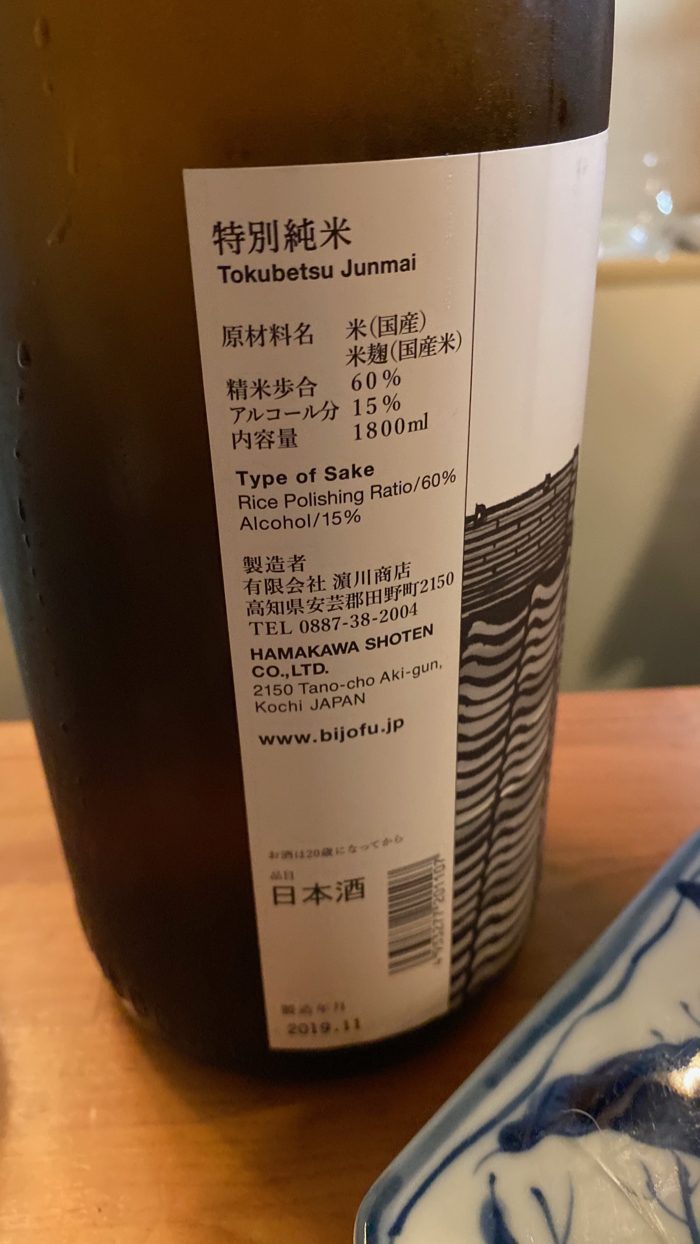 特別純米
Tokubetsu Junmai
原材料名 米(国産)
米麹(国産米)
精米歩合 60%
アルコール分 15%
内容量 1800ml
Type of Sake
Rice Polishing Ratio/60%
Alcohol/15%
製造者
有限会社 濵川商店
高知県安芸郡田野町2150
TEL 0887-38-2004
HAMAKAWA SHOTEN
CO.,LTD.
2150 Tano-cho Aki-gun,
Kochi JAPAN
www.bijofu.jp
お酒は20歳になってから
品目
日本酒
4955277201107
製造年月
2019.11